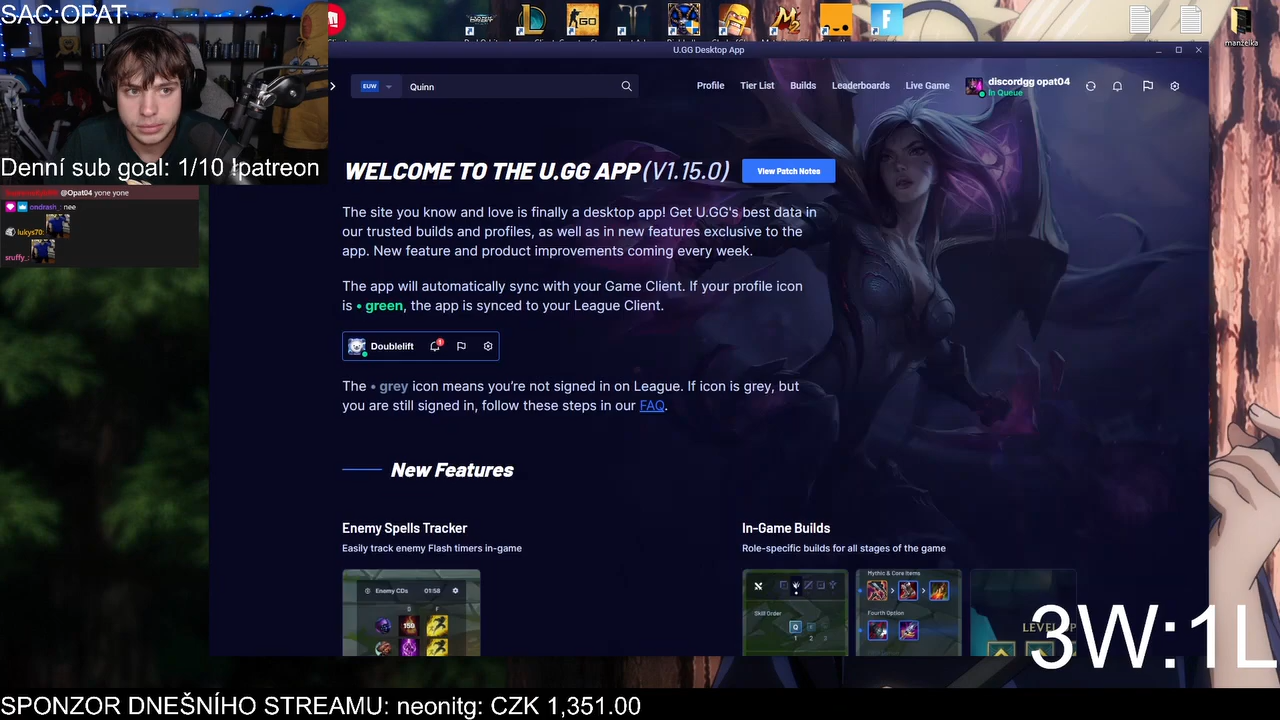 SAC:OPAT
U.GG Desktop App
EUW
Quinn
Profile
Tier List
Builds
Leaderboards
Live Game
discordgg opat04
In Queue
manželka
Denní sub goal: 1/10 !patreon
@Opat04 yone yone
ondrash_: nee
lukys70:
sruffy_:
WELCOME TO THE U.GG APP (V1.15.0)
View Patch Notes
The site you know and love is finally a desktop app! Get U.GG's best data in
our trusted builds and profiles, as well as in new features exclusive to the
app. New feature and product improvements coming every week.
The app will automatically sync with your Game Client. If your profile icon
is • green, the app is synced to your League Client.
Doublelift
1
The • grey icon means you're not signed in on League. If icon is grey, but
you are still signed in, follow these steps in our FAQ.
New Features
Enemy Spells Tracker
Easily track enemy Flash timers in-game
Enemy CDs
01:58
D
F
150
In-Game Builds
Role-specific builds for all stages of the game
Skill Order
Q
1
2
3
Mythic & Core Items
Fourth Option
3W:1L
SPONZOR DNEŠNÍHO STREAMU: neonitg: CZK 1,351.00